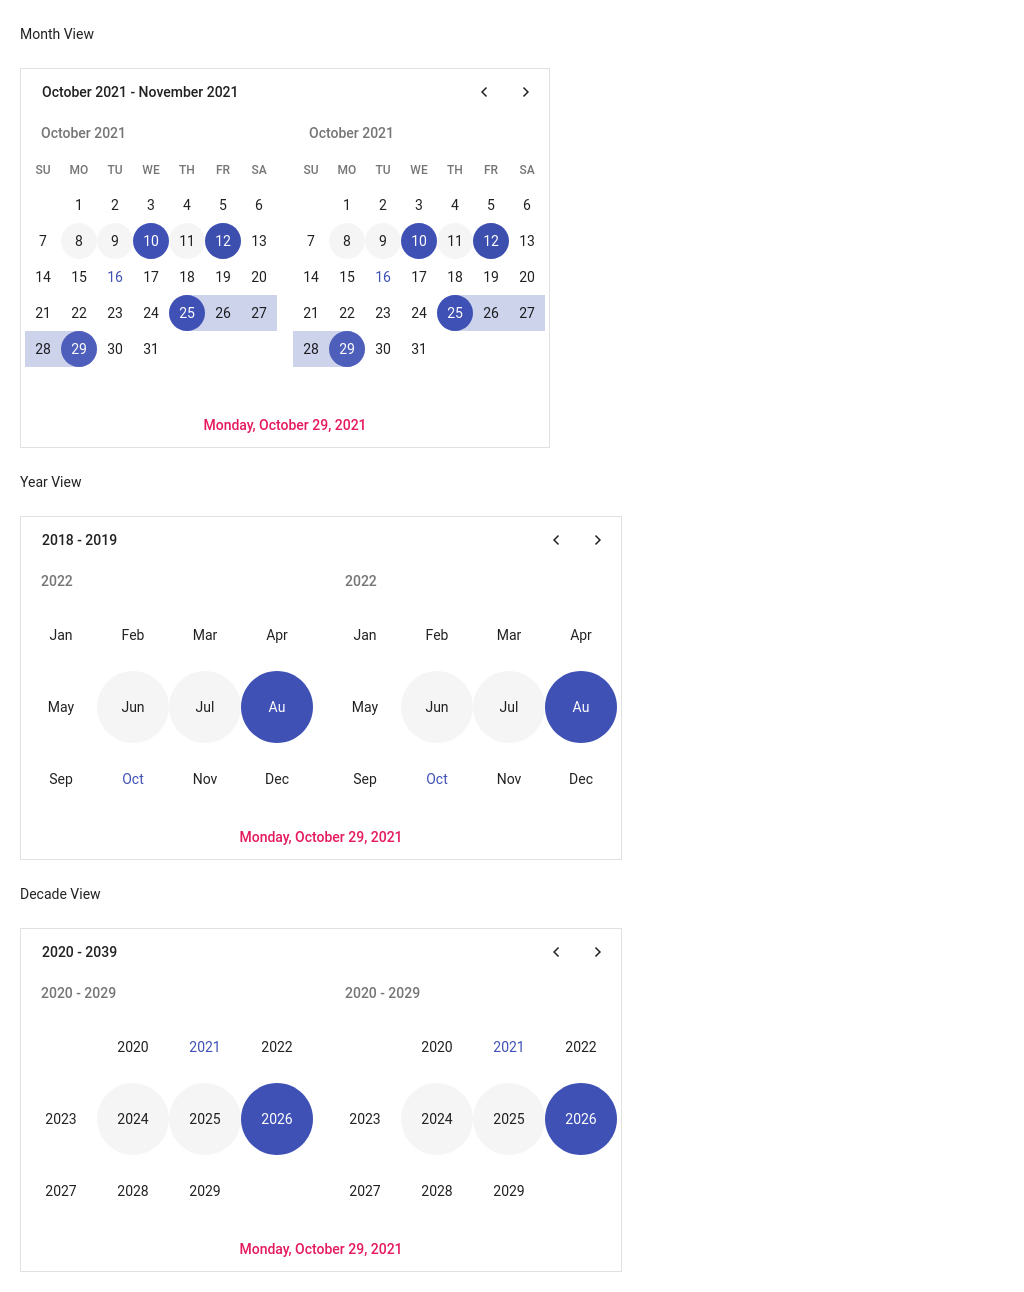 Month View
October 2021 - November 2021
October 2021 October 2021
SU MO TU WE TH FR SA SU MO TU WE TH FR SA
1 2 3 4 5 6 1 2 3 4 5 6
7 8 9 10 11 12 13 7 8 9 10 11 12 13
14 15 16 17 18 19 20 14 15 16 17 18 19 20
21 22 23 24 25 26 27 21 22 23 24 25 26 27
28 29 30 31 28 29 30 31
Monday, October 29, 2021
Year View
2018 - 2019
2022 2022
Jan Feb Mar Apr Jan Feb Mar Apr
May Jun Jul Au May Jun Jul Au
Sep Oct Nov Dec Sep Oct Nov Dec
Monday, October 29, 2021
Decade View
2020 - 2039
2020 - 2029 2020 - 2029
2020 2021 2022 2020 2021 2022
2023 2024 2025 2026 2023 2024 2025 2026
2027 2028 2029 2027 2028 2029
Monday, October 29, 2021